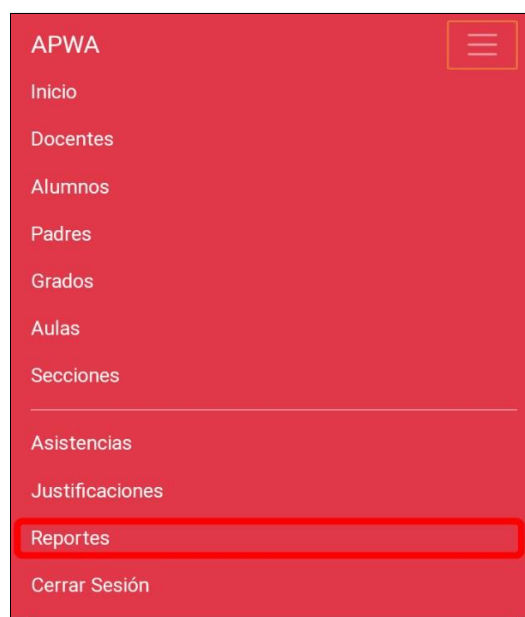 APWA
Inicio
Docentes
Alumnos
Padres
Grados
Aulas
Secciones
Asistencias
Justificaciones
Reportes
Cerrar Sesión